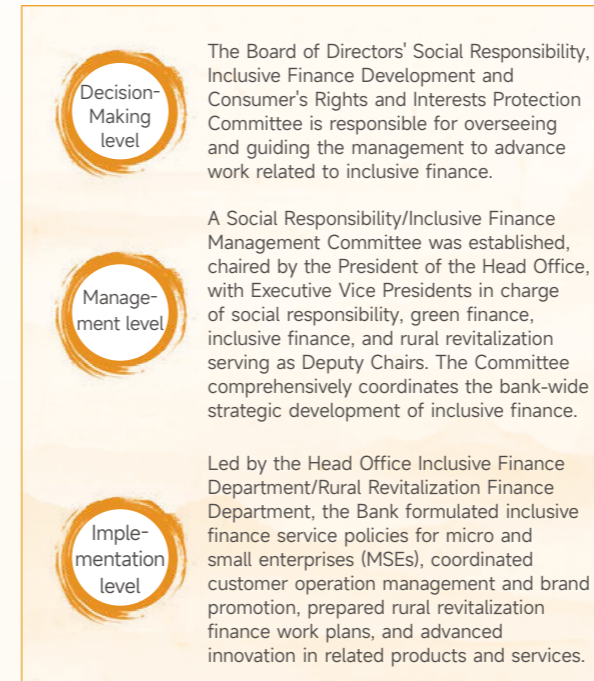 Decision-
Making
level
The Board of Directors' Social Responsibility,
Inclusive Finance Development and
Consumer's Rights and Interests Protection
Committee is responsible for overseeing
and guiding the management to advance
work related to inclusive finance.
Manage-
ment level
A Social Responsibility/Inclusive Finance
Management Committee was established,
chaired by the President of the Head Office,
with Executive Vice Presidents in charge
of social responsibility, green finance,
inclusive finance, and rural revitalization
serving as Deputy Chairs. The Committee
comprehensively coordinates the bank-wide
strategic development of inclusive finance.
Imple-
mentation
level
Led by the Head Office Inclusive Finance
Department/Rural Revitalization Finance
Department, the Bank formulated inclusive
finance service policies for micro and
small enterprises (MSEs), coordinated
customer operation management and brand
promotion, prepared rural revitalization
finance work plans, and advanced
innovation in related products and services.